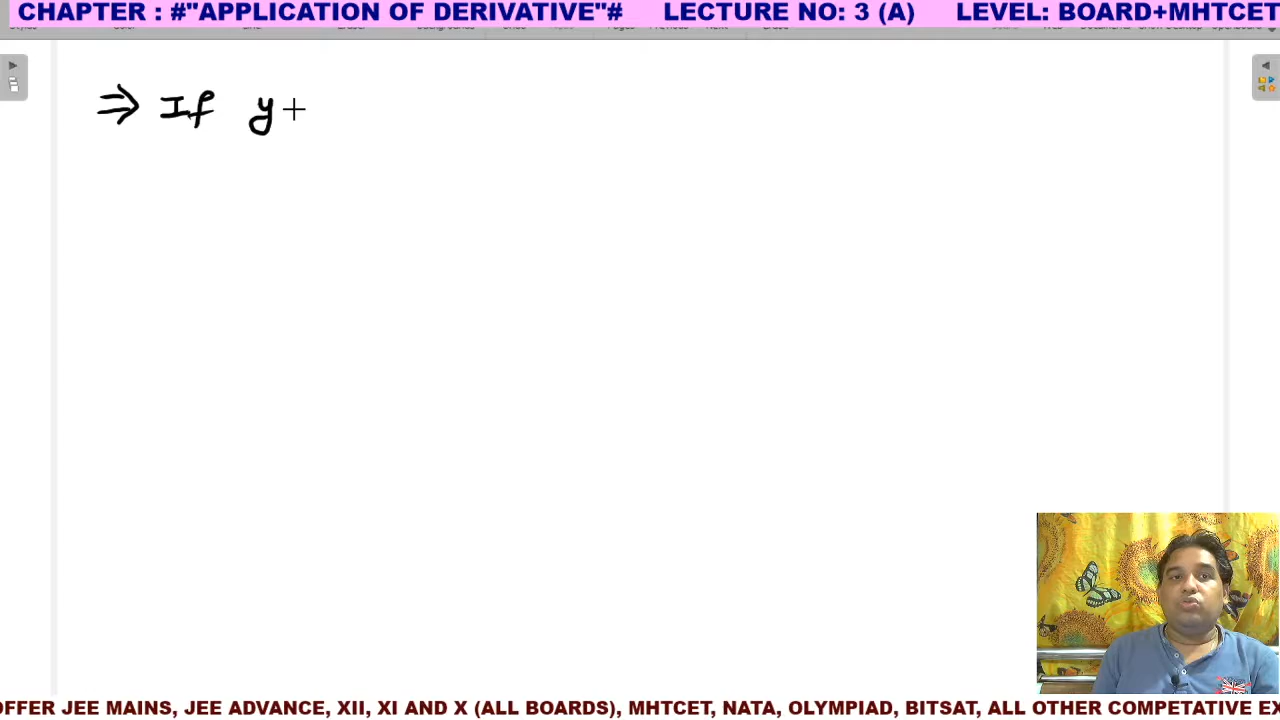 CHAPTER : #"APPLICATION OF DERIVATIVE"# LECTURE NO: 3 (A) LEVEL: BOARD+MHTCET
⇒ If y
OFFER JEE MAINS, JEE ADVANCE, XII, XI AND X (ALL BOARDS), MHTCET, NATA, OLYMPIAD, BITSAT, ALL OTHER COMPETATIVE EX